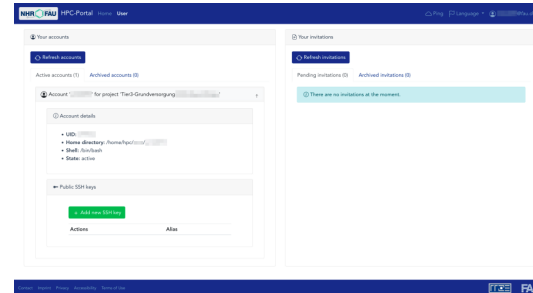 NHR FAU HPC-Portal Home User
Ping Language
Your accounts
Refresh accounts
Active accounts (1) Archived accounts (0)
Account ' ' for project 'Tier3-Grundversorgung '
Account details
UID:
Home directory: /home/hpc/
Shell: /bin/bash
State: active
Public SSH keys
+ Add new SSH key
Actions Alias
Your invitations
Refresh invitations
Pending invitations (0) Archived invitations (0)
There are no invitations at the moment.
Contact Imprint Privacy Accessibility Terms of Use
FA